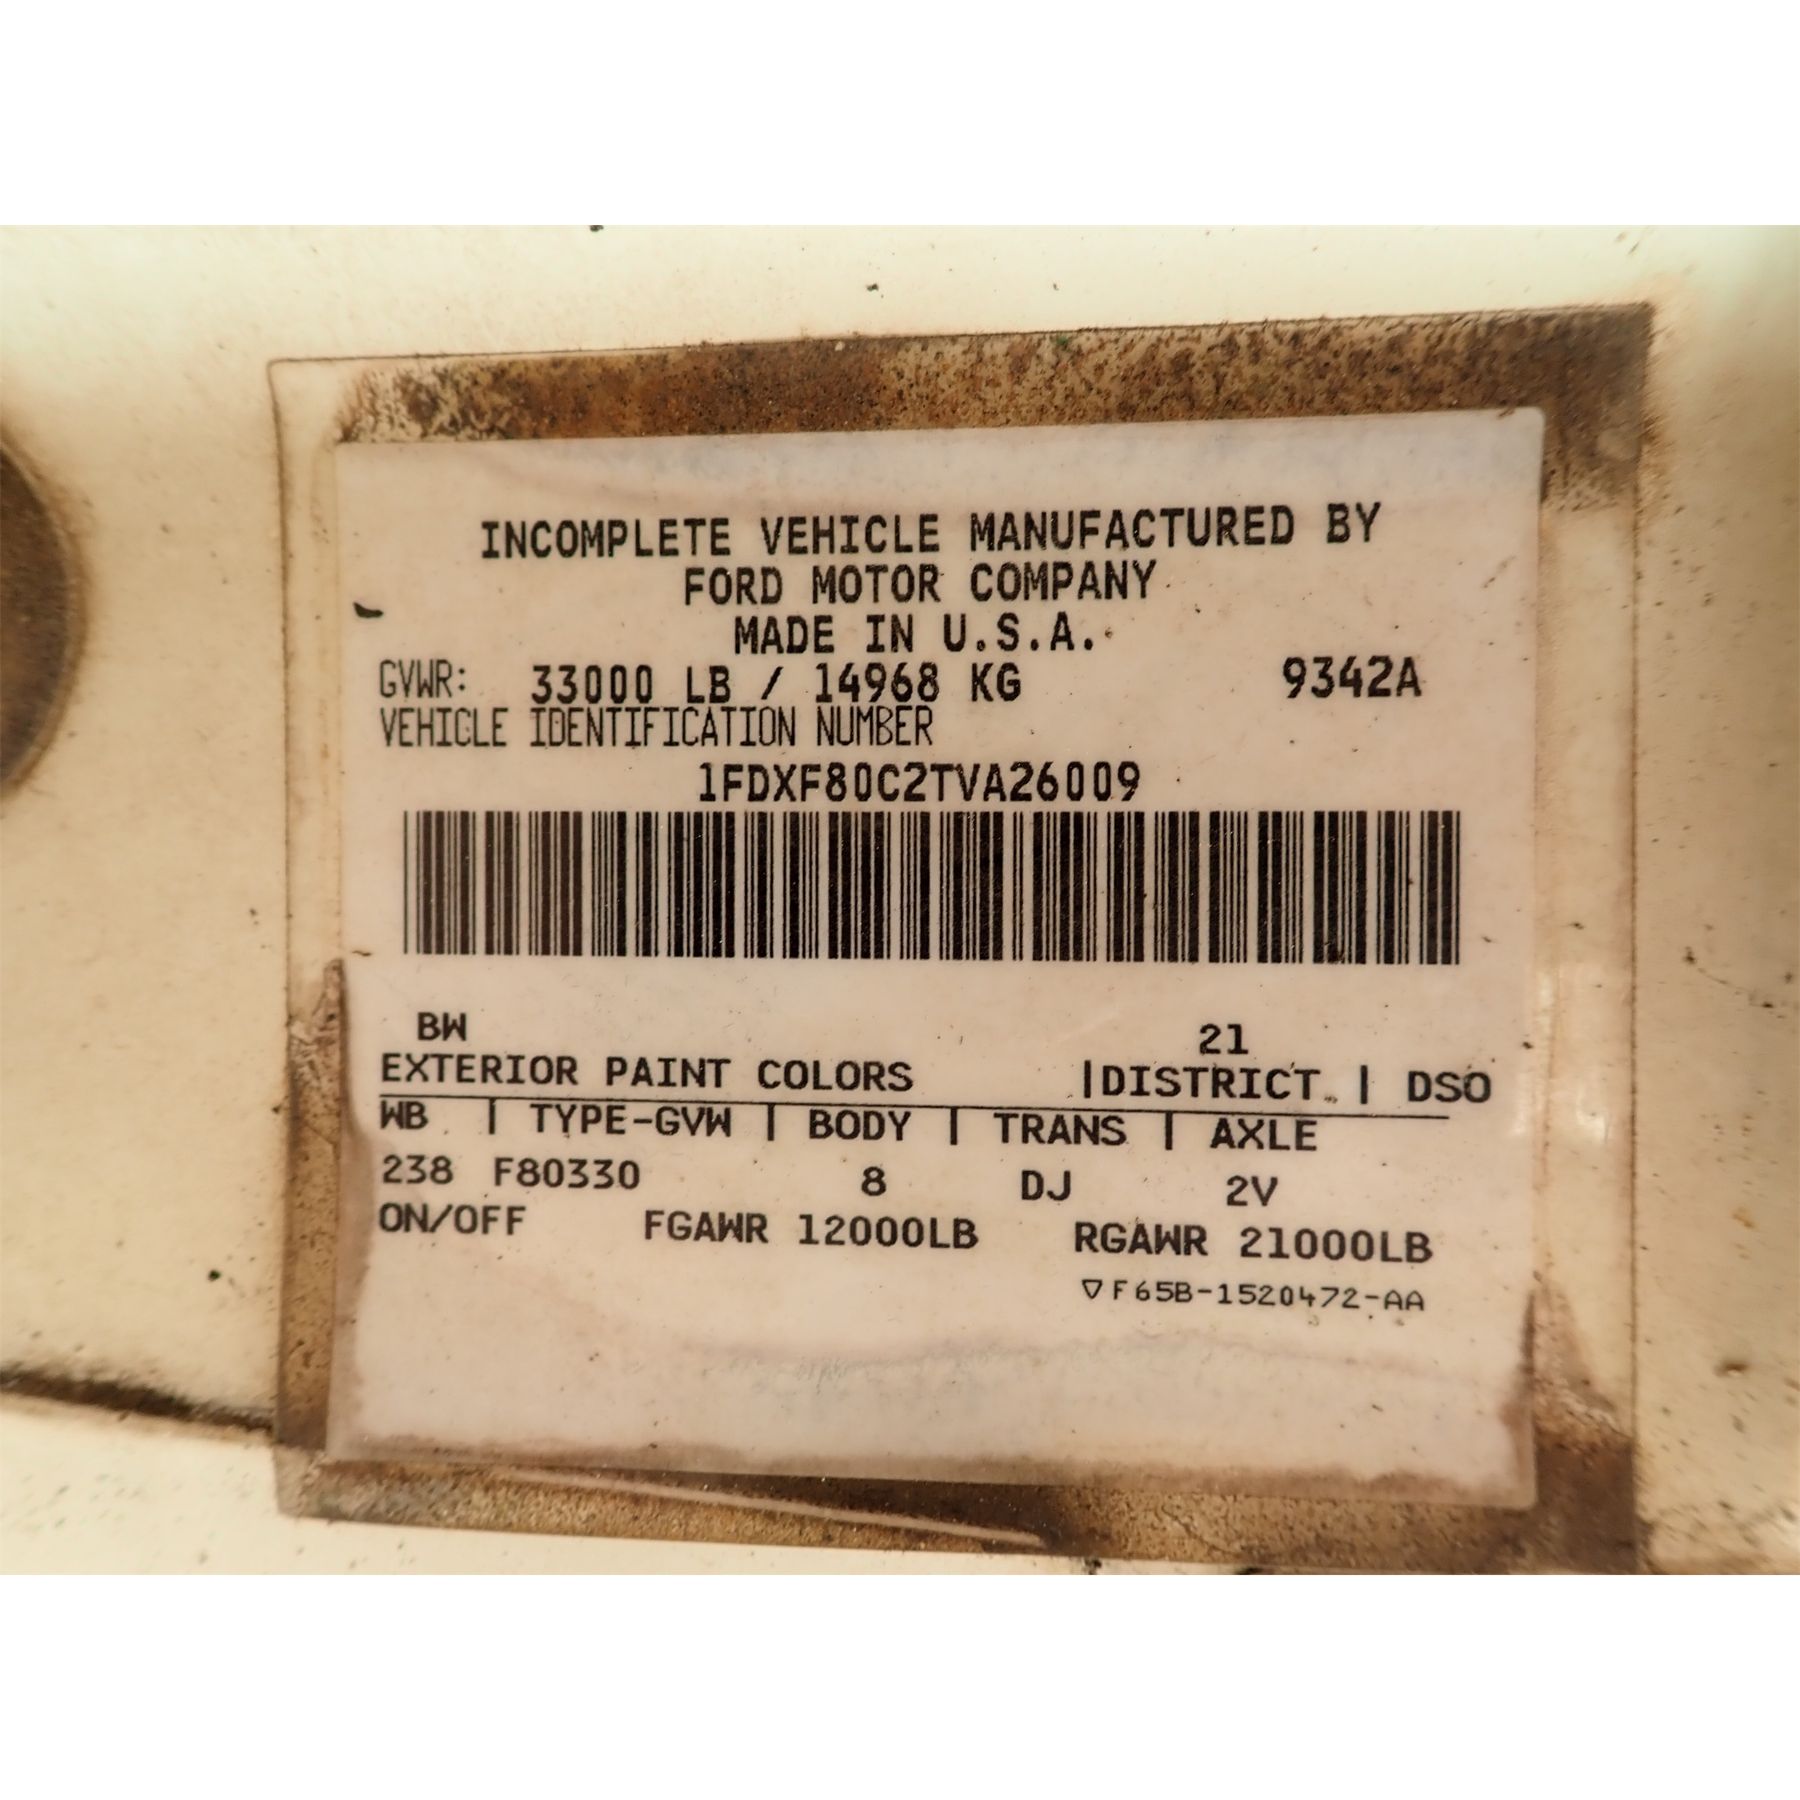 INCOMPLETE VEHICLE MANUFACTURED BY
FORD MOTOR COMPANY
MADE IN U.S.A.
GVWR: 33000 LB / 14968 KG 9342A
VEHICLE IDENTIFICATION NUMBER
1FDXF80C2TVA26009
BW 21
EXTERIOR PAINT COLORS |DISTRICT. | DSO
WB | TYPE-GVW | BODY | TRANS | AXLE
238 F80330 8 DJ 2V
ON/OFF FGAWR 12000LB RGAWR 21000LB
▽F65B-1520472-AA